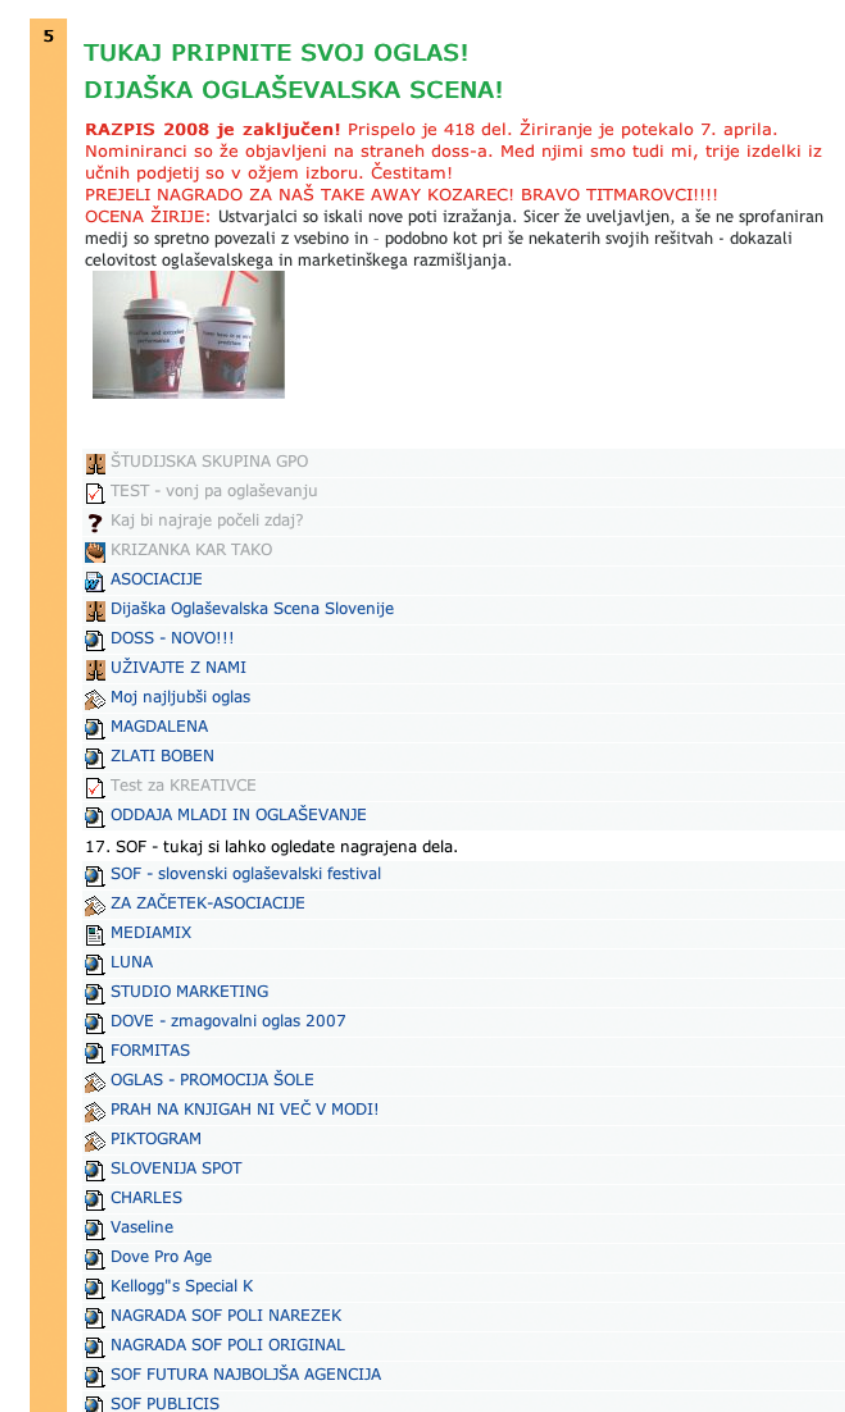 5
TUKAJ PRIPNITE SVOJ OGLAS!
DIJAŠKA OGLAŠEVALSKA SCENA!
RAZPIS 2008 je zaključen! Prispelo je 418 del. Žiriranje je potekalo 7. aprila.
Nominiranci so že objavljeni na straneh doss-a. Med njimi smo tudi mi, trije izdelki iz
učnih podjetij so v ožjem izboru. Čestitam!
PREJELI NAGRADO ZA NAŠ TAKE AWAY KOZAREC! BRAVO TITMAROVCI!!!!
OCENA ŽIRIJE: Ustvarjalci so iskali nove poti izražanja. Sicer že uveljavljen, a še ne sprofaniran
medij so spretno povezali z vsebino in - podobno kot pri še nekaterih svojih rešitvah - dokazali
celovitost oglaševalskega in marketinškega razmišljanja.
ŠTUDIJSKA SKUPINA GPO
TEST - vonj pa oglaševanju
Kaj bi najraje počeli zdaj?
KRIZANKA KAR TAKO
ASOCIACIJE
Dijaška Oglaševalska Scena Slovenije
DOSS - NOVO!!!
UŽIVAJTE Z NAMI
Moj najljubši oglas
MAGDALENA
ZLATI BOBEN
Test za KREATIVCE
ODDAJA MLADI IN OGLAŠEVANJE
17. SOF - tukaj si lahko ogledate nagrajena dela.
SOF - slovenski oglaševalski festival
ZA ZAČETEK-ASOCIACIJE
MEDIAMIX
LUNA
STUDIO MARKETING
DOVE - zmagovalni oglas 2007
FORMITAS
OGLAS - PROMOCIJA ŠOLE
PRAH NA KNJIGAH NI VEČ V MODI!
PIKTOGRAM
SLOVENIJA SPOT
CHARLES
Vaseline
Dove Pro Age
Kellogg"s Special K
NAGRADA SOF POLI NAREZEK
NAGRADA SOF POLI ORIGINAL
SOF FUTURA NAJBOLJŠA AGENCIJA
SOF PUBLICIS